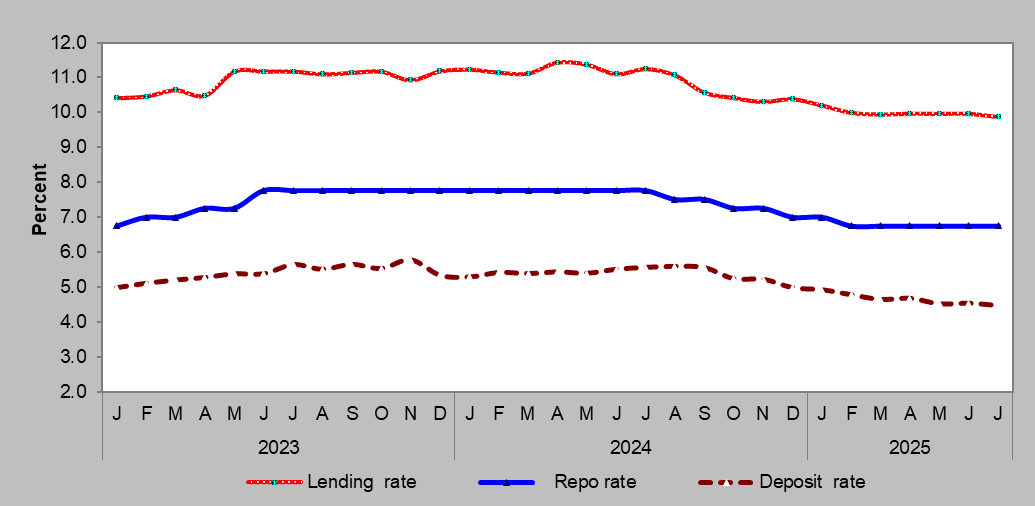 12.0
11.0
10.0
9.0
8.0
7.0
6.0
5.0
4.0
3.0
2.0
Percent
J F M A M J J A S O N D J F M A M J J A S O N D J F M A M J J
2023 2024 2025
Lending rate Repo rate Deposit rate